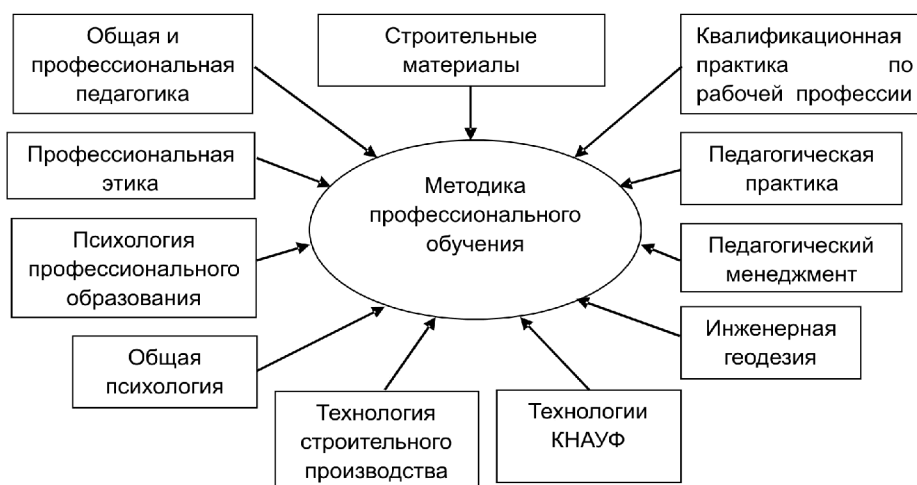 Общая и
профессиональная
педагогика
Строительные
материалы
Квалификационная
практика по
рабочей профессии
Профессиональная
этика
Методика
профессионального
обучения
Педагогическая
практика
Психология
профессионального
образования
Педагогический
менеджмент
Общая
психология
Инженерная
геодезия
Технология
строительного
производства
Технологии
КНАУФ